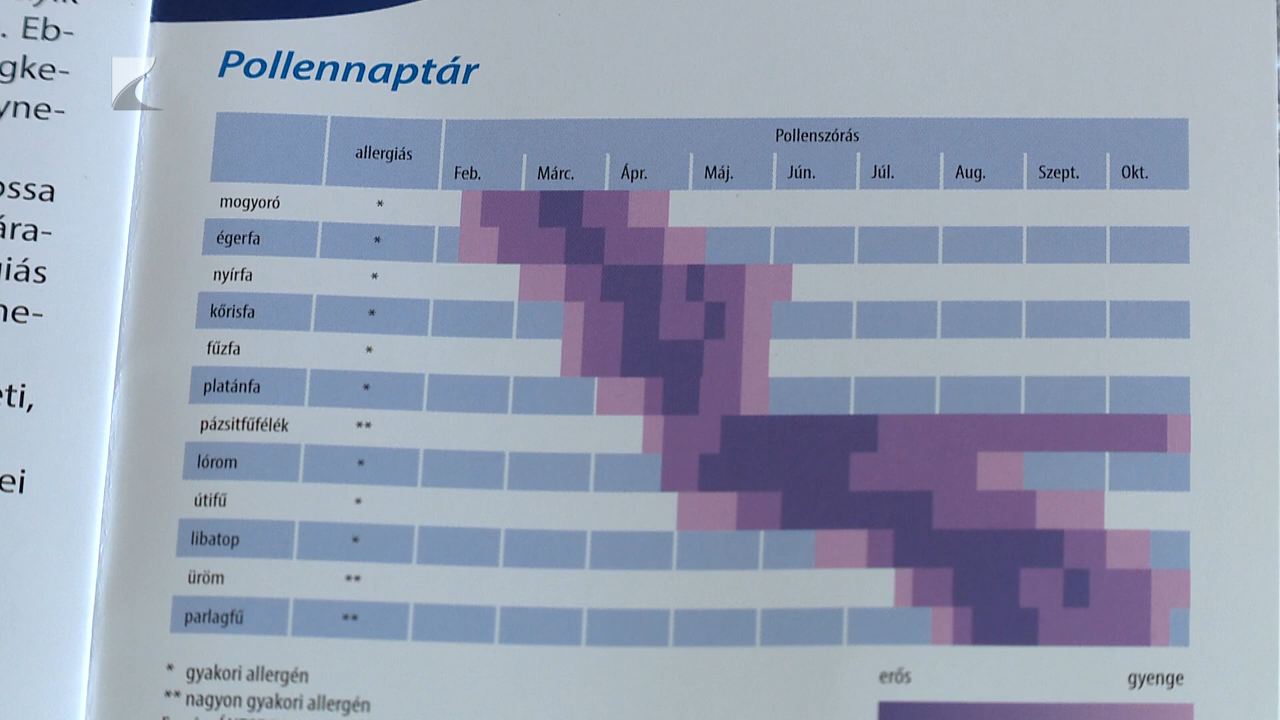 . Eb-
gke-
yne-
ossa
ára-
iás
ne-
eti,
ei
Pollennaptár
allergiás
Pollenszórás
Feb. Márc. Ápr. Máj. Jún. Júl. Aug. Szept. Okt.
mogyoró *
égerfa *
nyírfa *
kőrisfa *
fűzfa *
platánfa *
pázsitfűfélék **
lórom *
útifű *
libatop *
üröm **
parlagfű **
* gyakori allergén
** nagyon gyakori allergén
erős gyenge